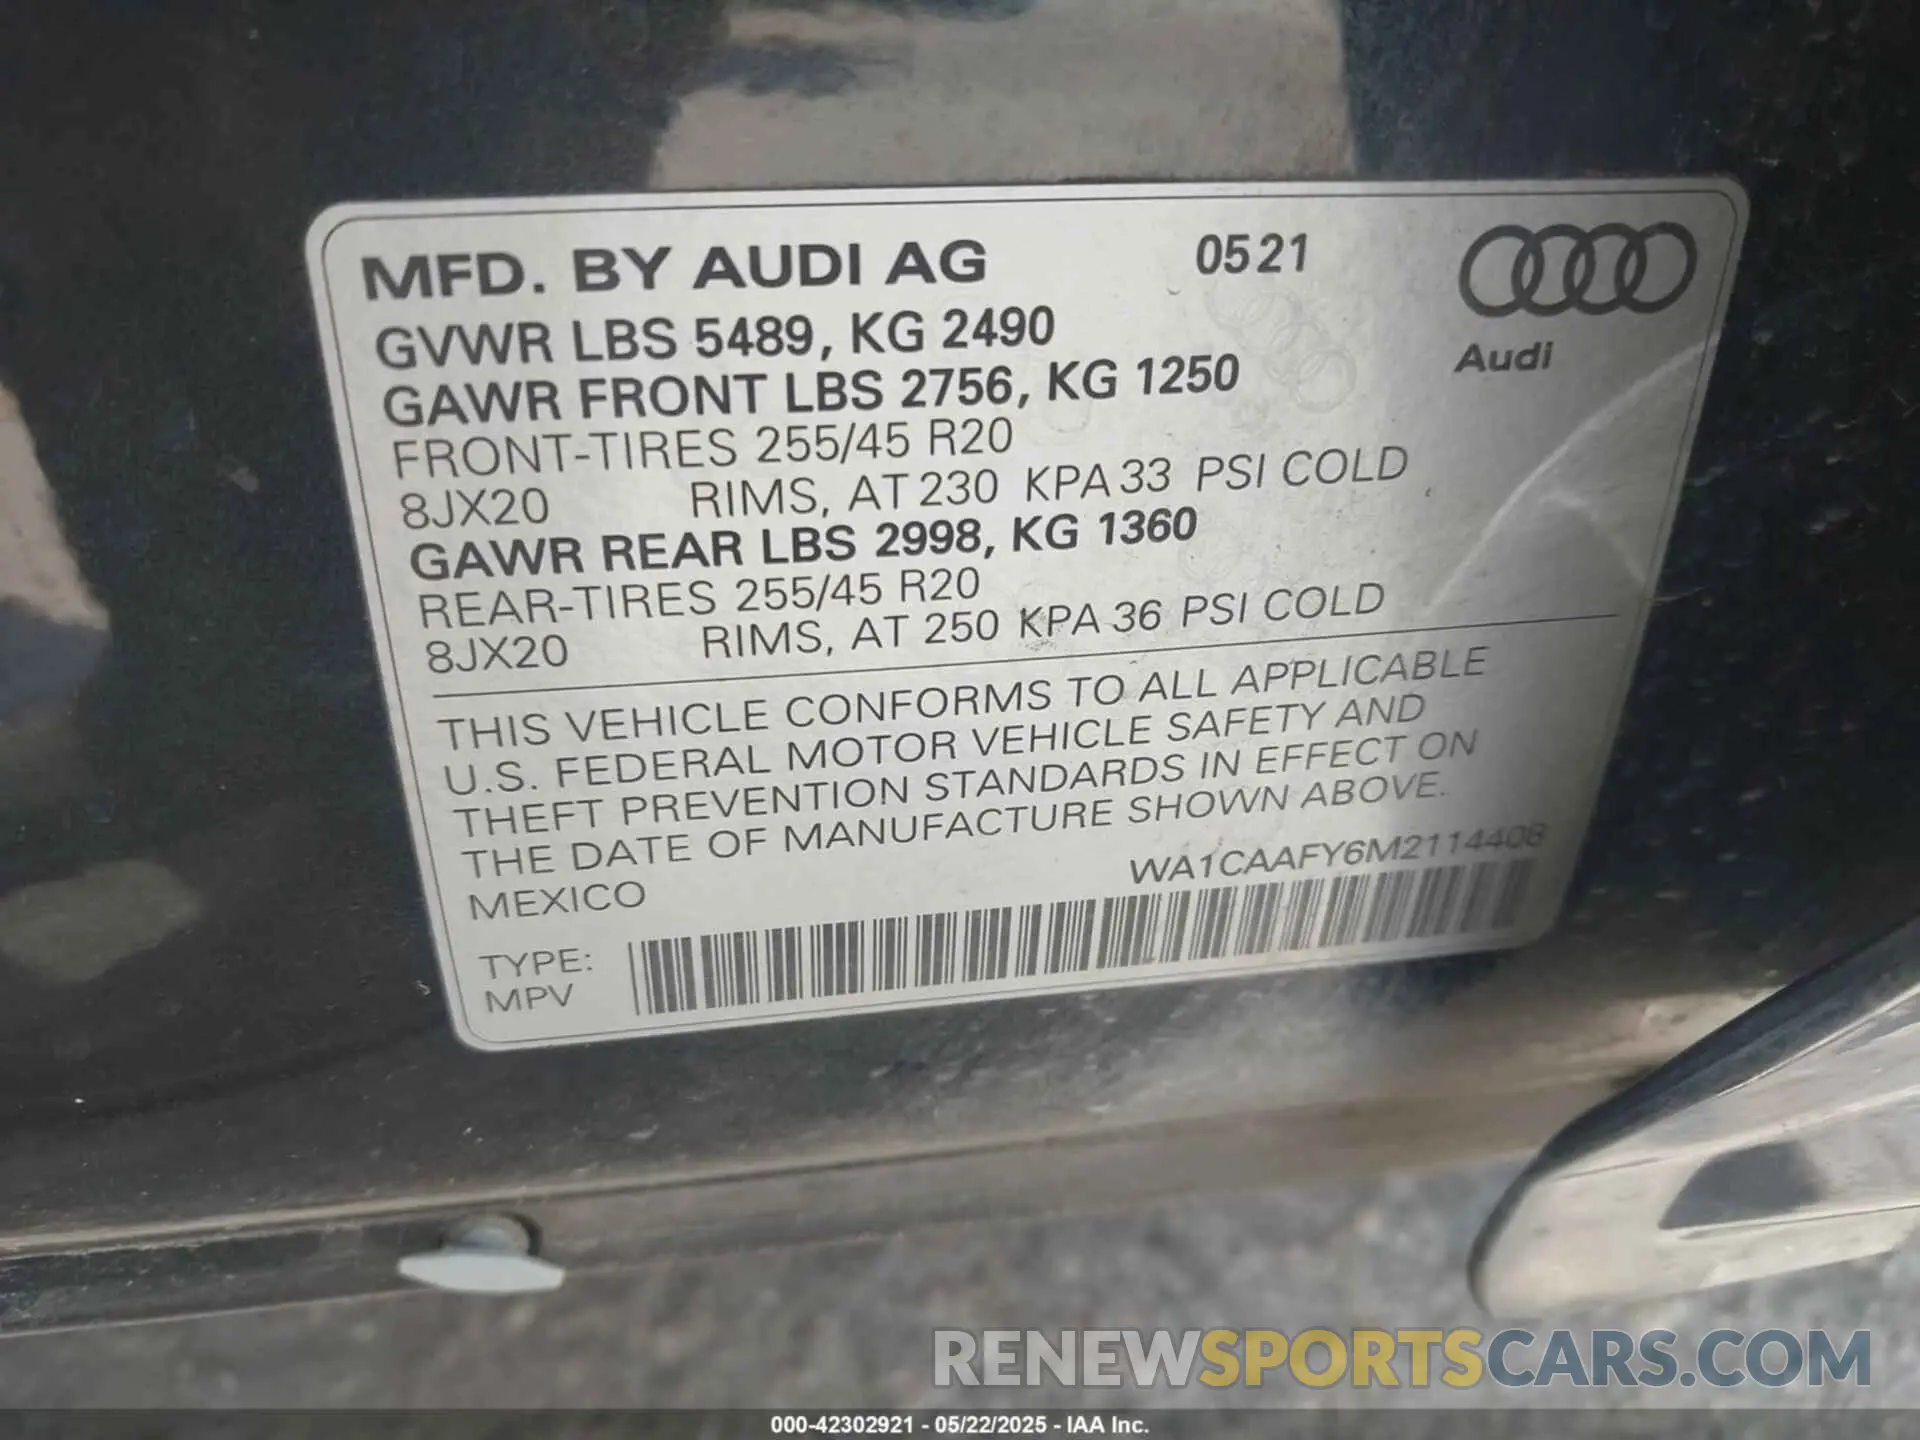 MFD. BY AUDI AG 0521
GVWR LBS 5489, KG 2490
GAWR FRONT LBS 2756, KG 1250
Audi
FRONT-TIRES 255/45 R20
8JX20 RIMS, AT 230 KPA 33 PSI COLD
GAWR REAR LBS 2998, KG 1360
REAR-TIRES 255/45 R20
8JX20 RIMS, AT 250 KPA 36 PSI COLD
THIS VEHICLE CONFORMS TO ALL APPLICABLE
U.S. FEDERAL MOTOR VEHICLE SAFETY AND
THEFT PREVENTION STANDARDS IN EFFECT ON
THE DATE OF MANUFACTURE SHOWN ABOVE.
MEXICO WA1CAAFY6M2114408
TYPE:
MPV
RENEWSPORTSCARS.COM
000-42302921 - 05/22/2025 - IAA Inc.